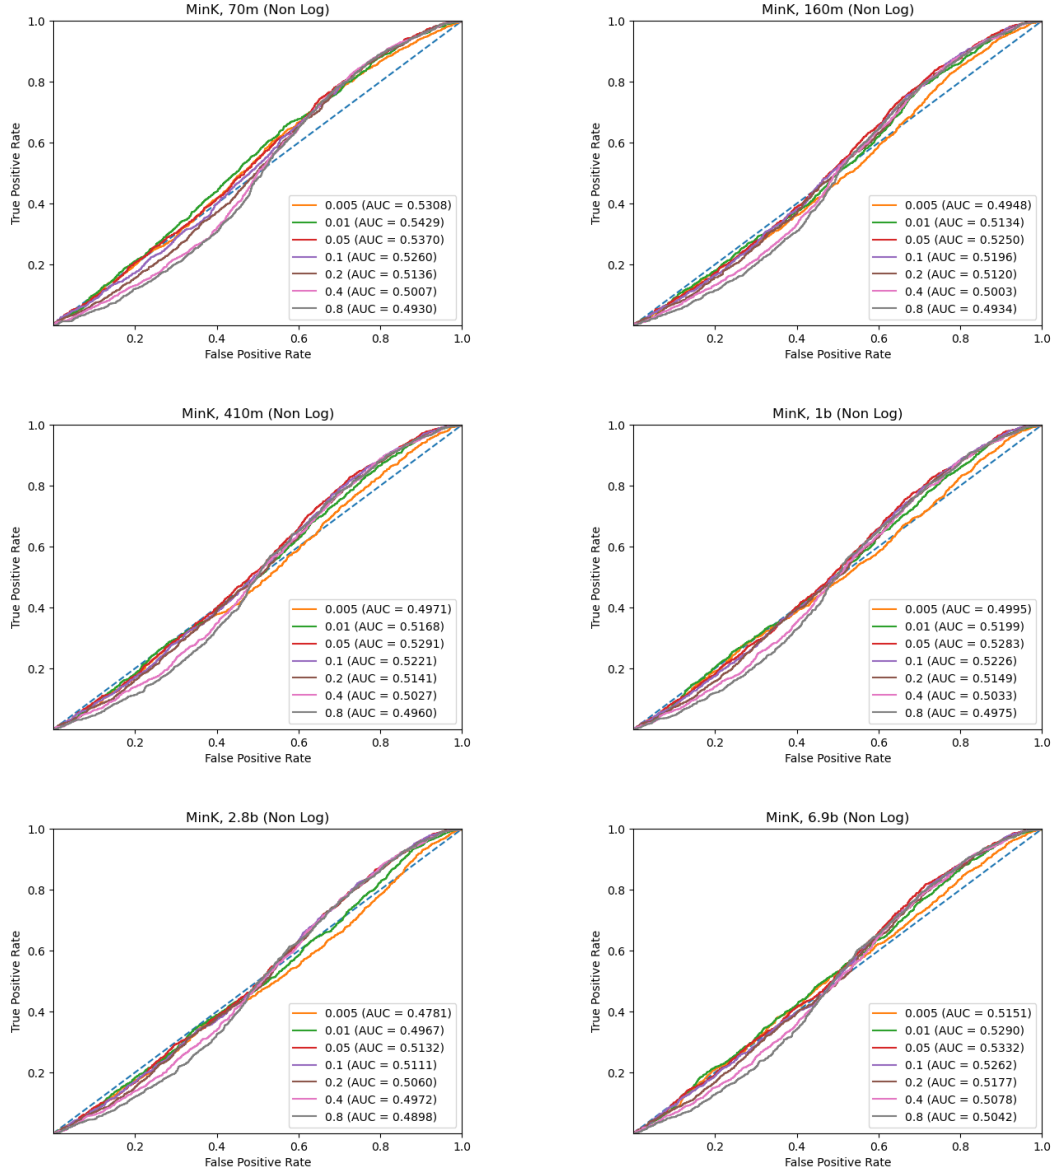 MinK, 70m (Non Log)
1.0
0.8
0.6
0.4
0.2
True Positive Rate
0.005 (AUC = 0.5308)
0.01 (AUC = 0.5429)
0.05 (AUC = 0.5370)
0.1 (AUC = 0.5260)
0.2 (AUC = 0.5136)
0.4 (AUC = 0.5007)
0.8 (AUC = 0.4930)
0.2 0.4 0.6 0.8 1.0
False Positive Rate
MinK, 160m (Non Log)
1.0
0.8
0.6
0.4
0.2
True Positive Rate
0.005 (AUC = 0.4948)
0.01 (AUC = 0.5134)
0.05 (AUC = 0.5250)
0.1 (AUC = 0.5196)
0.2 (AUC = 0.5120)
0.4 (AUC = 0.5003)
0.8 (AUC = 0.4934)
0.2 0.4 0.6 0.8 1.0
False Positive Rate
MinK, 410m (Non Log)
1.0
0.8
0.6
0.4
0.2
True Positive Rate
0.005 (AUC = 0.4971)
0.01 (AUC = 0.5168)
0.05 (AUC = 0.5291)
0.1 (AUC = 0.5221)
0.2 (AUC = 0.5141)
0.4 (AUC = 0.5027)
0.8 (AUC = 0.4960)
0.2 0.4 0.6 0.8 1.0
False Positive Rate
MinK, 1b (Non Log)
1.0
0.8
0.6
0.4
0.2
True Positive Rate
0.005 (AUC = 0.4995)
0.01 (AUC = 0.5199)
0.05 (AUC = 0.5283)
0.1 (AUC = 0.5226)
0.2 (AUC = 0.5149)
0.4 (AUC = 0.5033)
0.8 (AUC = 0.4975)
0.2 0.4 0.6 0.8 1.0
False Positive Rate
MinK, 2.8b (Non Log)
1.0
0.8
0.6
0.4
0.2
True Positive Rate
0.005 (AUC = 0.4781)
0.01 (AUC = 0.4967)
0.05 (AUC = 0.5132)
0.1 (AUC = 0.5111)
0.2 (AUC = 0.5060)
0.4 (AUC = 0.4972)
0.8 (AUC = 0.4898)
0.2 0.4 0.6 0.8 1.0
False Positive Rate
MinK, 6.9b (Non Log)
1.0
0.8
0.6
0.4
0.2
True Positive Rate
0.005 (AUC = 0.5151)
0.01 (AUC = 0.5290)
0.05 (AUC = 0.5332)
0.1 (AUC = 0.5262)
0.2 (AUC = 0.5177)
0.4 (AUC = 0.5078)
0.8 (AUC = 0.5042)
0.2 0.4 0.6 0.8 1.0
False Positive Rate